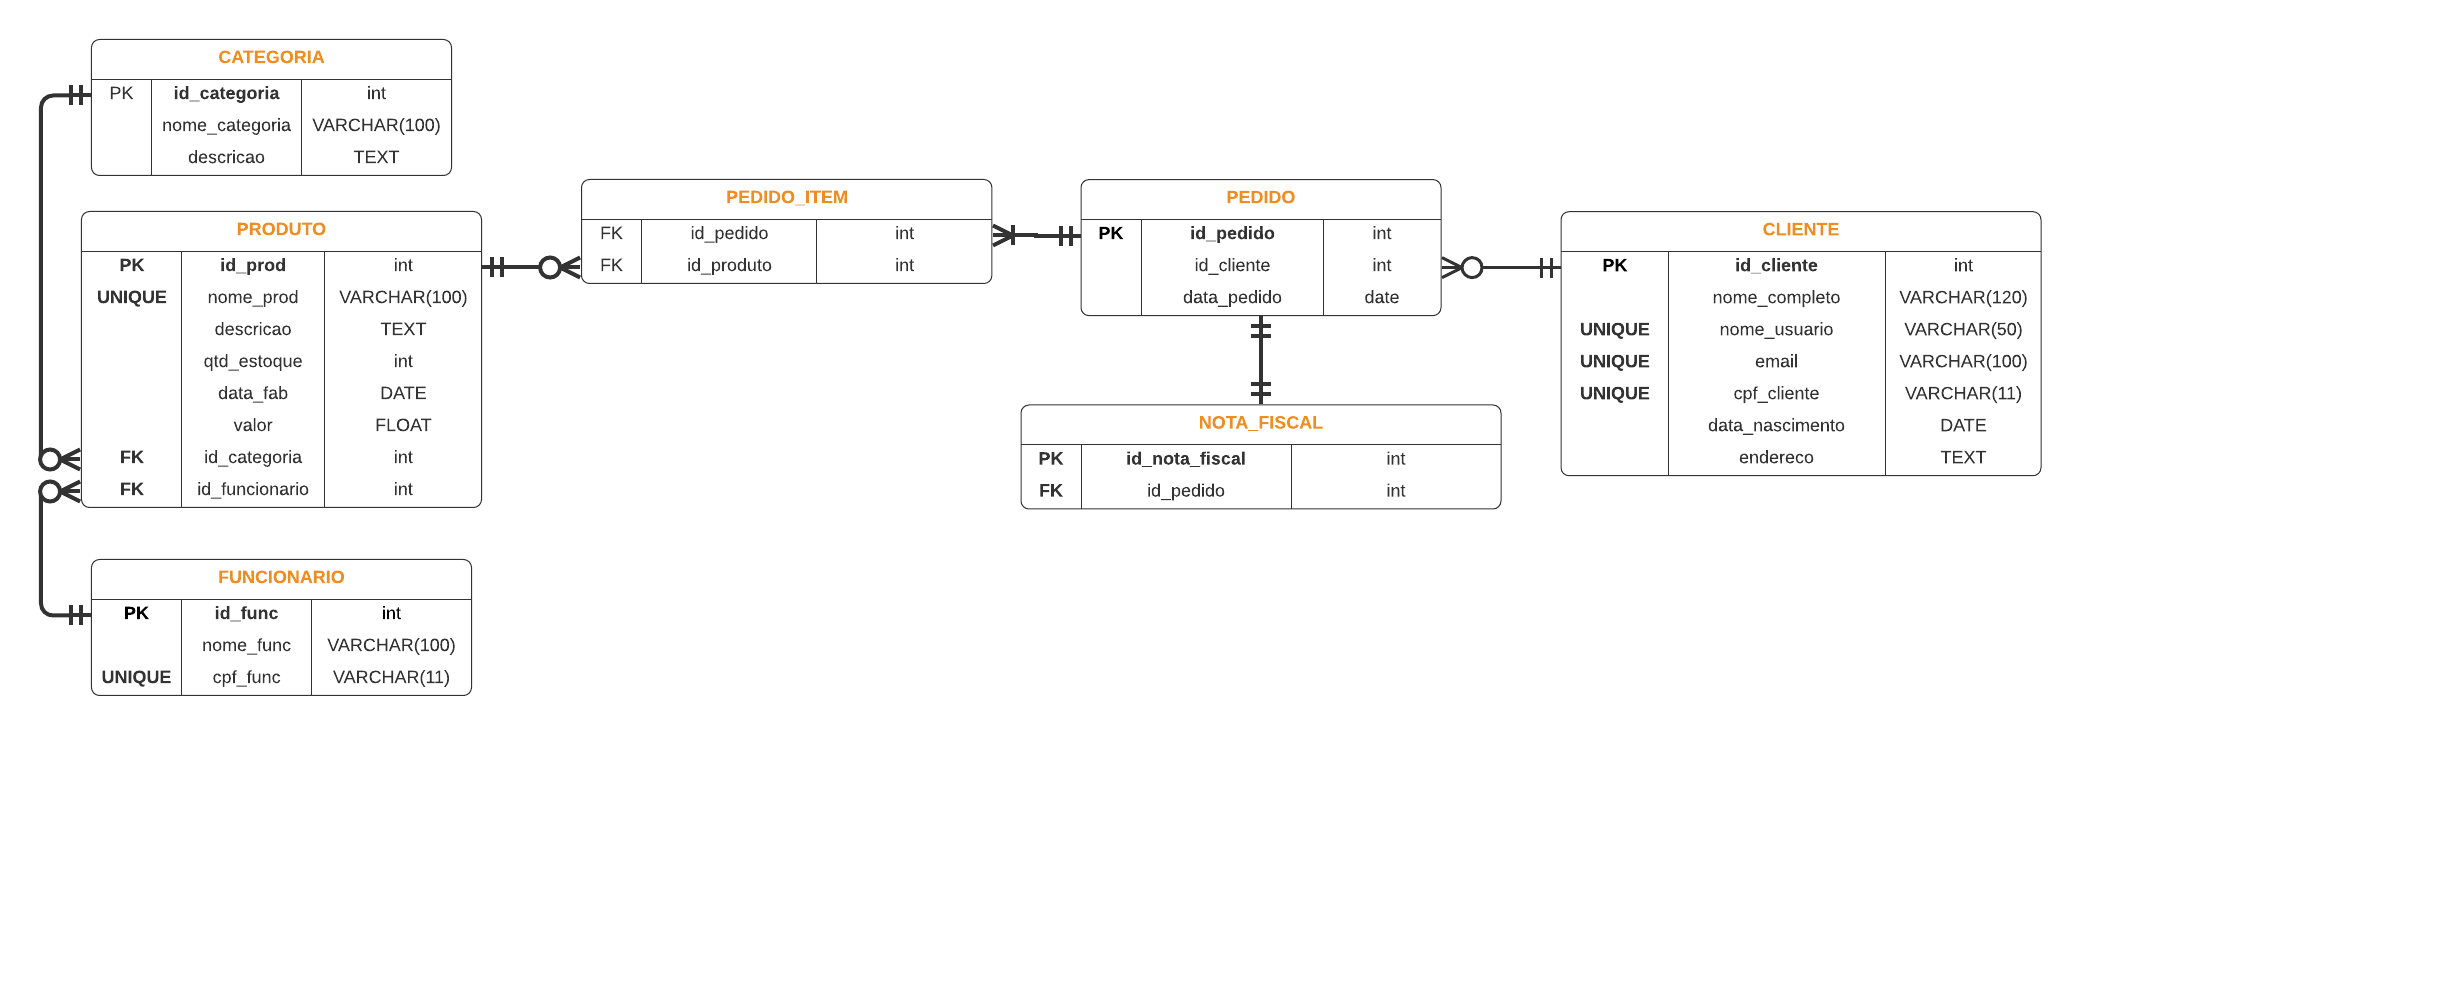 CATEGORIA
PK id_categoria int
nome_categoria VARCHAR(100)
descricao TEXT
PRODUTO
PK id_prod int
UNIQUE nome_prod VARCHAR(100)
descricao TEXT
qtd_estoque int
data_fab DATE
valor FLOAT
FK id_categoria int
FK id_funcionario int
FUNCIONARIO
PK id_func int
nome_func VARCHAR(100)
UNIQUE cpf_func VARCHAR(11)
PEDIDO_ITEM
FK id_pedido int
FK id_produto int
PEDIDO
PK id_pedido int
id_cliente int
data_pedido date
NOTA_FISCAL
PK id_nota_fiscal int
FK id_pedido int
CLIENTE
PK id_cliente int
nome_completo VARCHAR(120)
UNIQUE nome_usuario VARCHAR(50)
UNIQUE email VARCHAR(100)
UNIQUE cpf_cliente VARCHAR(11)
data_nascimento DATE
endereco TEXT